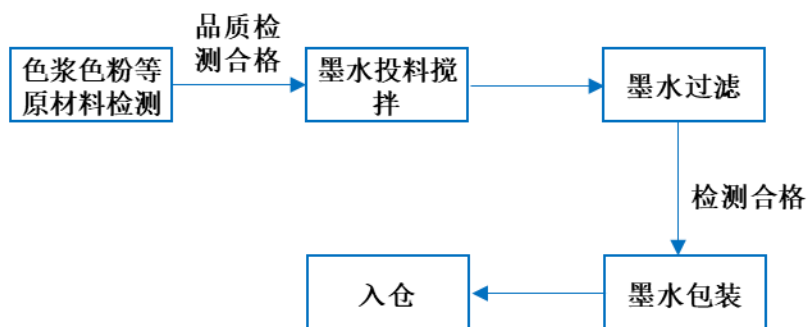 色浆色粉等
原材料检测
品质检
测合格
墨水投料搅
拌
墨水过滤
检测合格
墨水包装
入仓